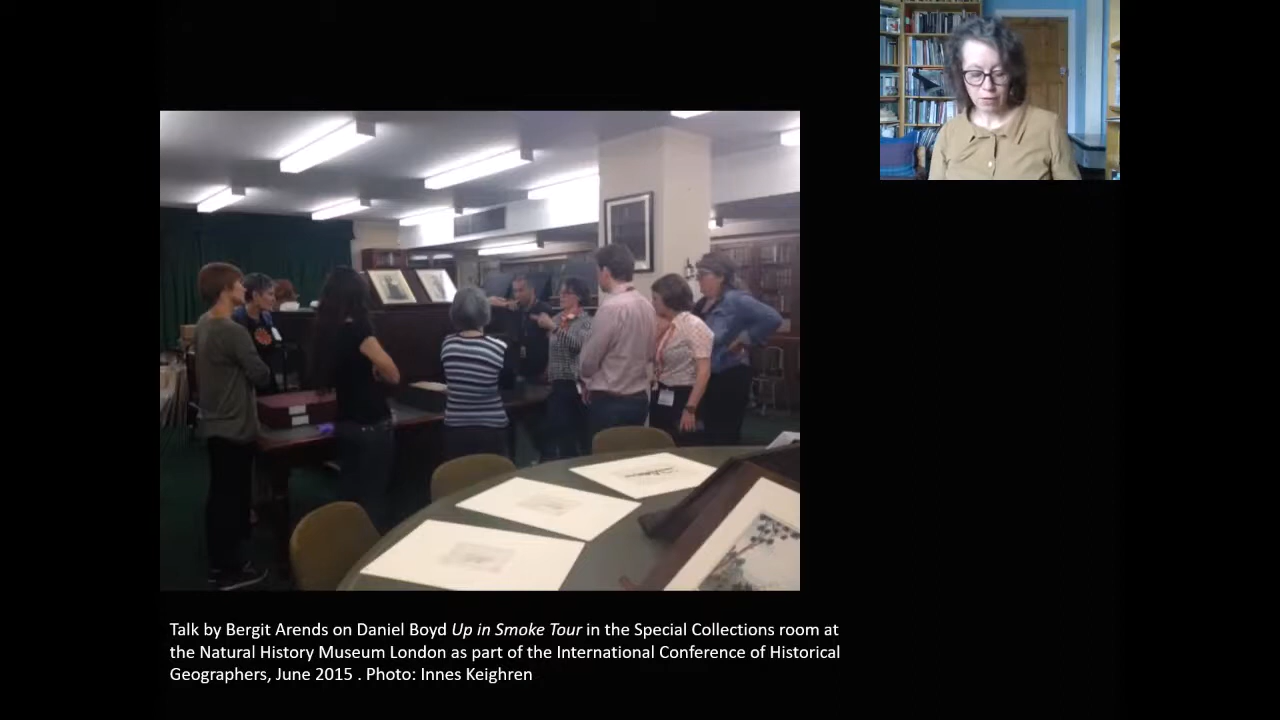 Talk by Bergit Arends on Daniel Boyd Up in Smoke Tour in the Special Collections room at
the Natural History Museum London as part of the International Conference of Historical
Geographers, June 2015 . Photo: Innes Keighren